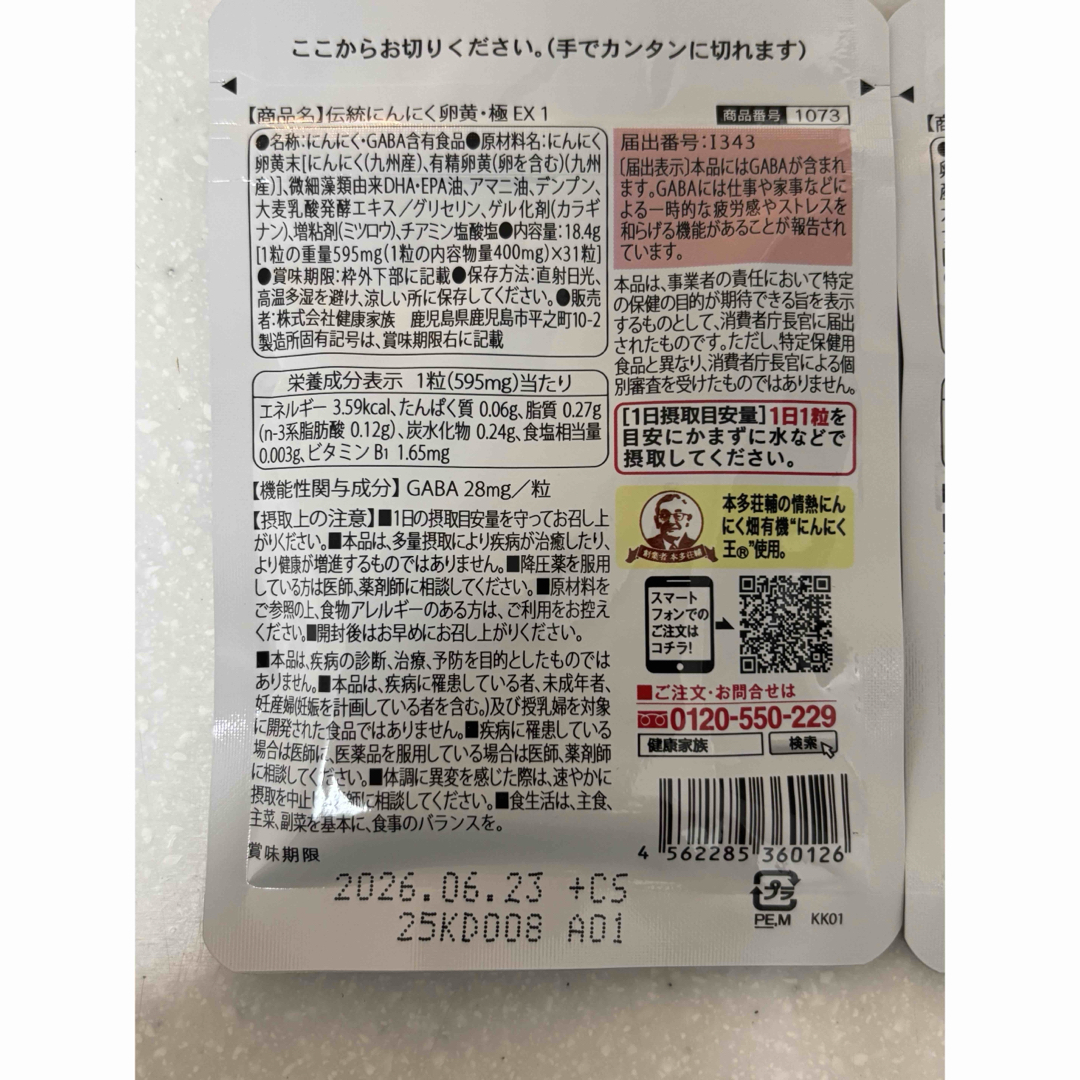 ここからお切りください。(手でカンタンに切れます)
【商品名】伝統にんにく卵黄・極 EX 1
商品番号 1073
●名称:にんにく・GABA含有食品●原材料名:にんにく
卵黄末[にんにく(九州産)、有精卵黄(卵を含む)(九州
産)]、微細藻類由来DHA・EPA油、アマニ油、デンプン、
大麦乳酸発酵エキス/グリセリン、ゲル化剤(カラギ
ナン)、増粘剤(ミツロウ)、チアミン塩酸塩●内容量:18.4g
[1粒の重量595mg(1粒の内容物量400mg)×31粒]
●賞味期限:枠外下部に記載●保存方法:直射日光、
高温多湿を避け、涼しい所に保存してください。●販売
者:株式会社健康家族 鹿児島県鹿児島市平之町10-2
製造所固有記号は、賞味期限右に記載
栄養成分表示 1粒(595mg)当たり
エネルギー 3.59kcal、たんぱく質 0.06g、脂質 0.27g
(n-3系脂肪酸 0.12g)、炭水化物 0.24g、食塩相当量
0.003g、ビタミン B1 1.65mg
【機能性関与成分】 GABA 28mg/粒
【摂取上の注意】■1日の摂取目安量を守ってお召し上
がりください。■本品は、多量摂取により疾病が治癒したり、
より健康が増進するものではありません。■降圧薬を服用
している方は医師、薬剤師に相談してください。■原材料を
ご参照の上、食物アレルギーのある方は、ご利用をお控え
ください。■開封後はお早めにお召し上がりください。
■本品は、疾病の診断、治療、予防を目的としたものでは
ありません。■本品は、疾病に罹患している者、未成年者、
妊産婦(妊娠を計画している者を含む。)及び授乳婦を対象
に開発された食品ではありません。■疾病に罹患している
場合は医師に、医薬品を服用している場合は医師、薬剤師
に相談してください。■体調に異変を感じた際は、速やかに
摂取を中止し、医師に相談してください。■食生活は、主食、
主菜、副菜を基本に、食事のバランスを。
賞味期限
2026.06.23 +CS
25KD008 A01
届出番号:I343
〔届出表示〕本品にはGABAが含まれ
ます。GABAには仕事や家事などに
よる一時的な疲労感やストレスを
和らげる機能があることが報告され
ています。
本品は、事業者の責任において特定
の保健の目的が期待できる旨を表示
するものとして、消費者庁長官に届出
されたものです。ただし、特定保健用
食品と異なり、消費者庁長官による個
別審査を受けたものではありません。
[1日摂取目安量] 1日1粒を
目安にかまずに水などで
摂取してください。
創業者 本多荘輔
本多荘輔の情熱にん
にく畑有機“にんにく
王®”使用。
スマート
フォンでの
ご注文は
コチラ!
■ご注文・お問合せは
0120-550-229
健康家族 検索
4 562285 360126
プラ
PE,M KK01